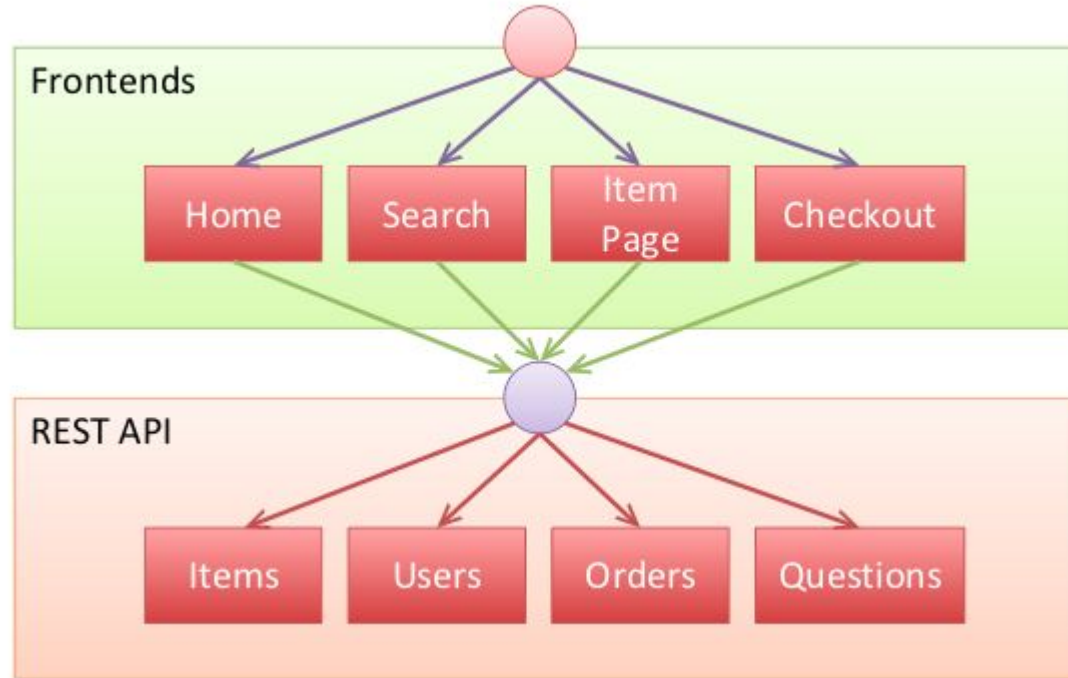 Frontends
Home
Search
Item
Page
Checkout
REST API
Items
Users
Orders
Questions